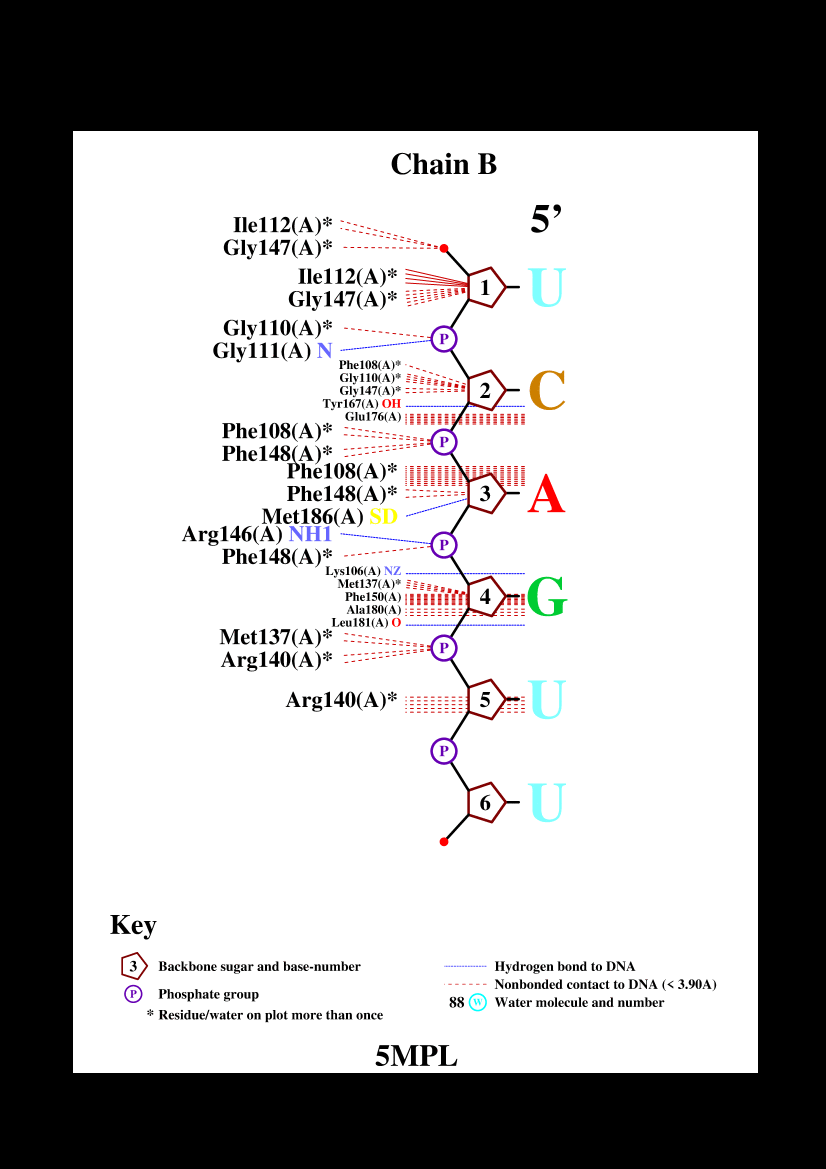 Chain B
5’
Ile112(A)*
Gly147(A)*
Ile112(A)*
Gly147(A)*
1 U
Gly110(A)*
Gly111(A) N
P
Phe108(A)*
Gly110(A)*
Gly147(A)*
Tyr167(A) OH
Glu176(A)
2 C
Phe108(A)*
Phe148(A)*
P
Phe108(A)*
Phe148(A)*
Met186(A) SD
3 A
Arg146(A) NH1
Phe148(A)*
P
Lys106(A) NZ
Met137(A)*
Phe150(A)
Ala180(A)
Leu181(A) O
4 G
Met137(A)*
Arg140(A)*
P
Arg140(A)*
5 U
P
6 U
Key
3 Backbone sugar and base-number
P Phosphate group
* Residue/water on plot more than once
Hydrogen bond to DNA
Nonbonded contact to DNA (< 3.90A)
88 W Water molecule and number
5MPL